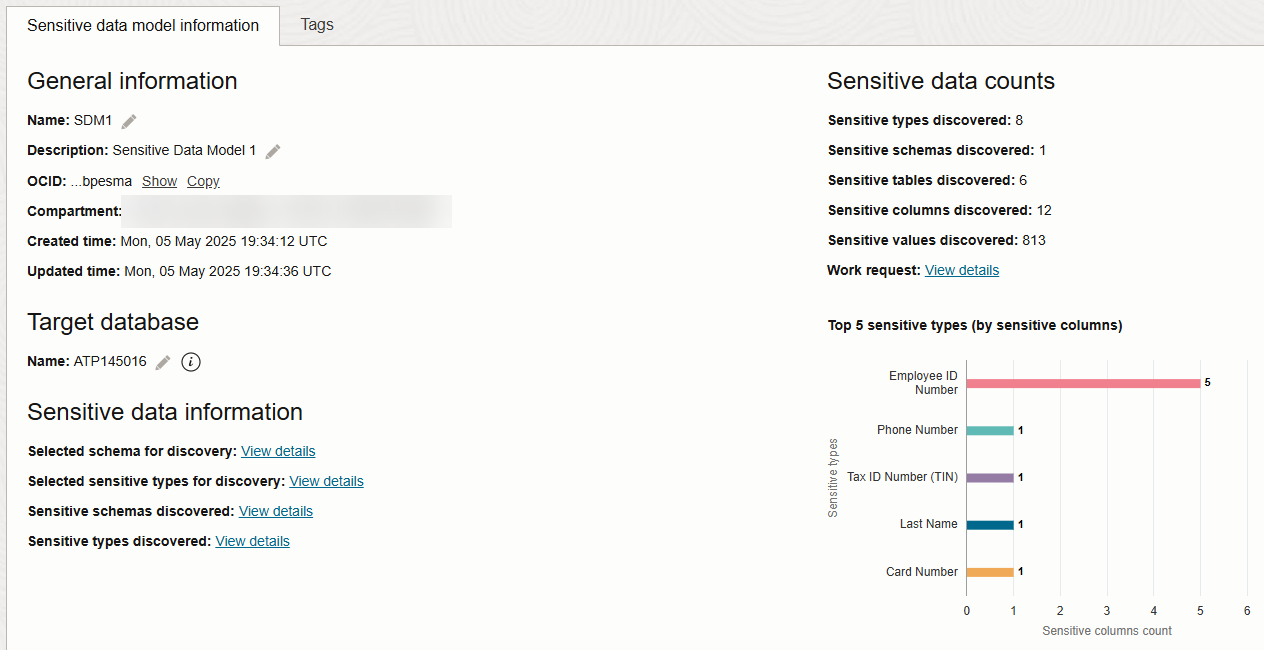 Sensitive data model information
Tags
General information
Name: SDM1
Description: Sensitive Data Model 1
OCID: ...bpesma Show Copy
Compartment:
Created time: Mon, 05 May 2025 19:34:12 UTC
Updated time: Mon, 05 May 2025 19:34:36 UTC
Target database
Name: ATP145016
Sensitive data information
Selected schema for discovery: View details
Selected sensitive types for discovery: View details
Sensitive schemas discovered: View details
Sensitive types discovered: View details
Sensitive data counts
Sensitive types discovered: 8
Sensitive schemas discovered: 1
Sensitive tables discovered: 6
Sensitive columns discovered: 12
Sensitive values discovered: 813
Work request: View details
Top 5 sensitive types (by sensitive columns)
Sensitive types
Employee ID
Number
5
Phone Number 1
Tax ID Number (TIN) 1
Last Name 1
Card Number 1
0 1 2 3 4 5 6
Sensitive columns count